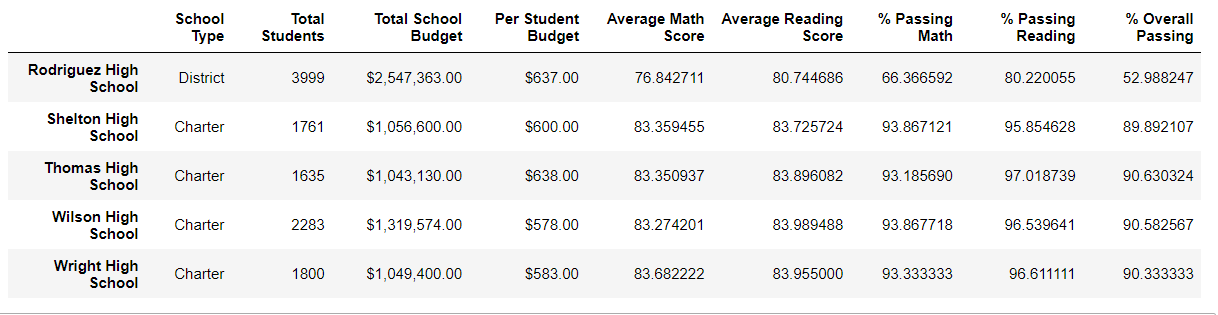 School Type Total Students Total School Budget Per Student Budget Average Math Score Average Reading Score % Passing Math % Passing Reading % Overall Passing
Rodriguez High School District 3999 $2,547,363.00 $637.00 76.842711 80.744686 66.366592 80.220055 52.988247
Shelton High School Charter 1761 $1,056,600.00 $600.00 83.359455 83.725724 93.867121 95.854628 89.892107
Thomas High School Charter 1635 $1,043,130.00 $638.00 83.350937 83.896082 93.185690 97.018739 90.630324
Wilson High School Charter 2283 $1,319,574.00 $578.00 83.274201 83.989488 93.867718 96.539641 90.582567
Wright High School Charter 1800 $1,049,400.00 $583.00 83.682222 83.955000 93.333333 96.611111 90.333333